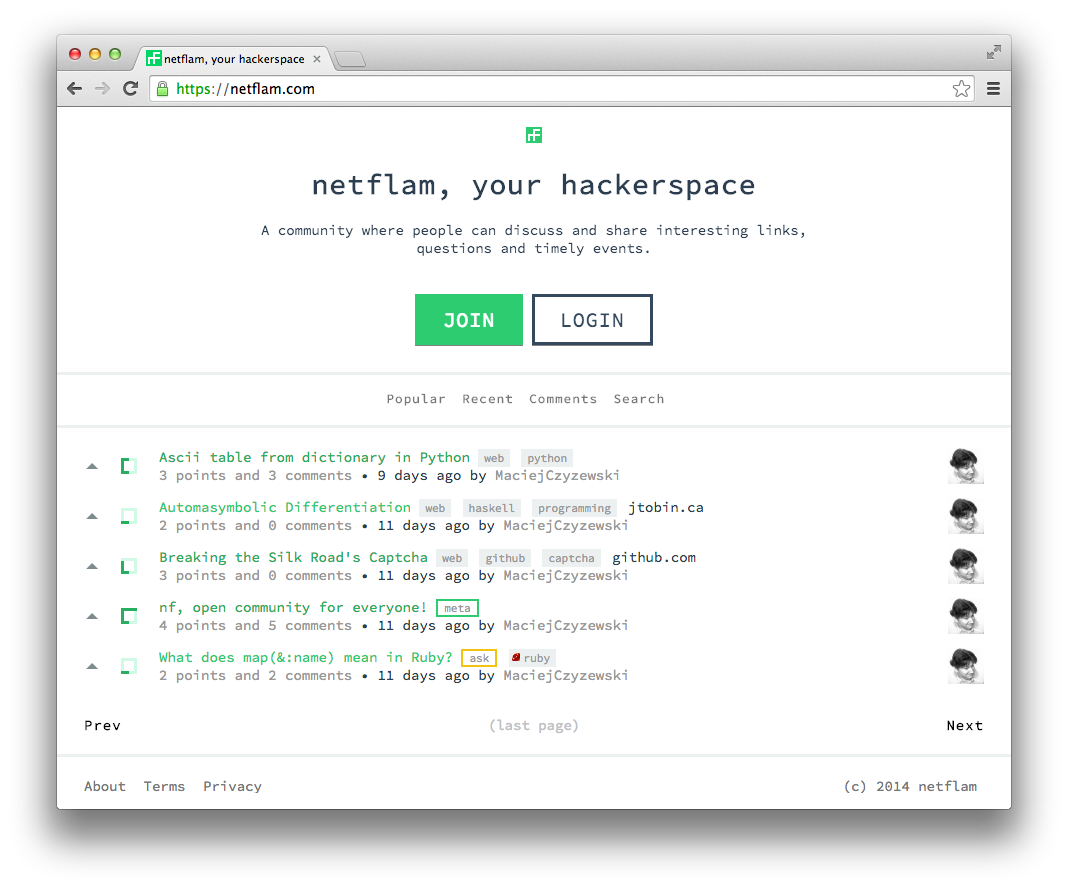 netflam, your hackerspace
https://netflam.com
nF
netflam, your hackerspace
A community where people can discuss and share interesting links,
questions and timely events.
JOIN LOGIN
Popular Recent Comments Search
Ascii table from dictionary in Python web python
3 points and 3 comments • 9 days ago by MaciejCzyzewski
Automasymbolic Differentiation web haskell programming jtobin.ca
2 points and 0 comments • 11 days ago by MaciejCzyzewski
Breaking the Silk Road's Captcha web github captcha github.com
3 points and 0 comments • 11 days ago by MaciejCzyzewski
nf, open community for everyone! meta
4 points and 5 comments • 11 days ago by MaciejCzyzewski
What does map(&:name) mean in Ruby? ask ruby
2 points and 2 comments • 11 days ago by MaciejCzyzewski
Prev (last page) Next
About Terms Privacy (c) 2014 netflam